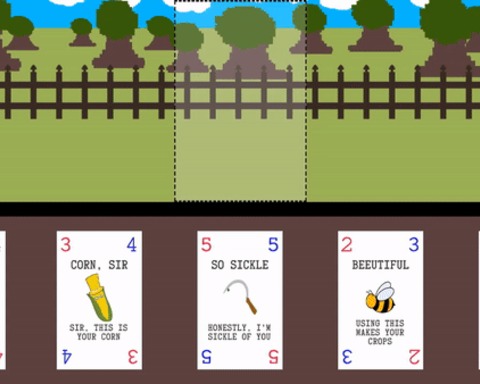 3 4
CORN, SIR
SIR, THIS IS
YOUR CORN
4 3
5 5
SO SICKLE
HONESTLY, I'M
SICKLE OF YOU
5 5
2 3
BEEUTIFUL
USING THIS
MAKES YOUR
CROPS
3 2